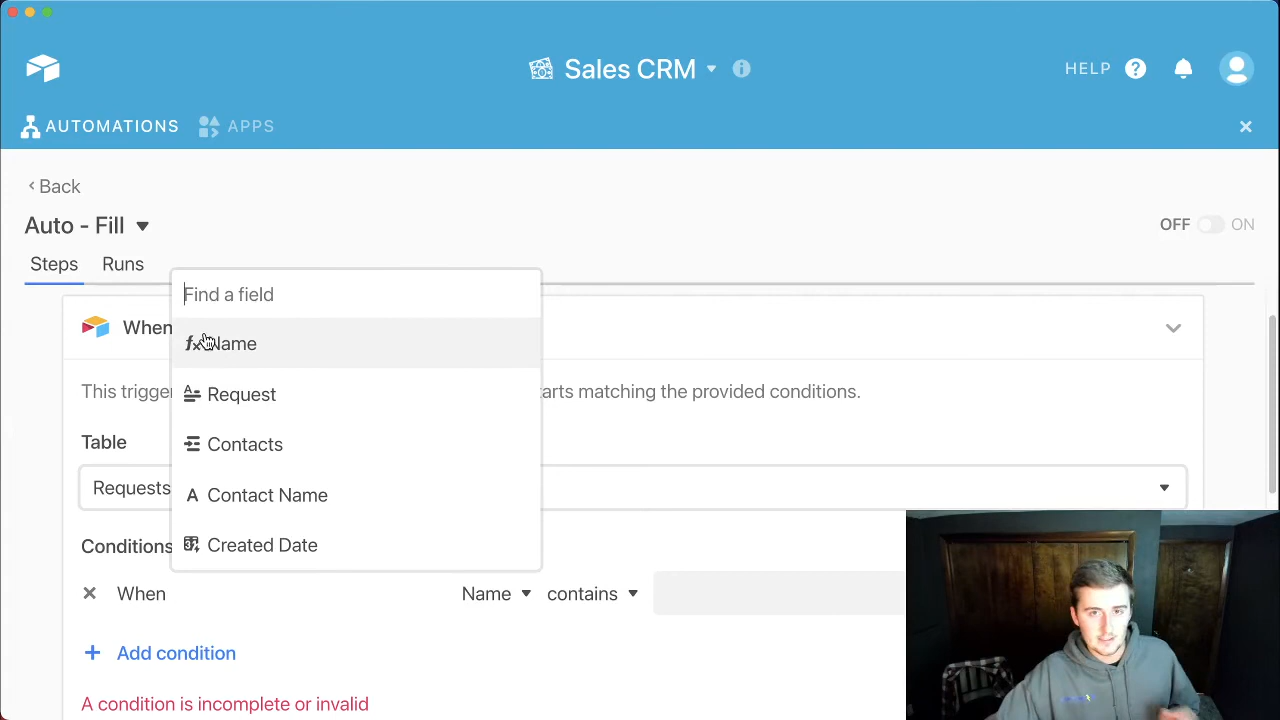 Sales CRM
HELP
AUTOMATIONS
APPS
Back
Auto - Fill
OFF
ON
Steps
Runs
Find a field
When
Name
This trigger
arts matching the provided conditions.
Request
Table
Contacts
Requests
Contact Name
Conditions
Created Date
When
Name
contains
+ Add condition
A condition is incomplete or invalid